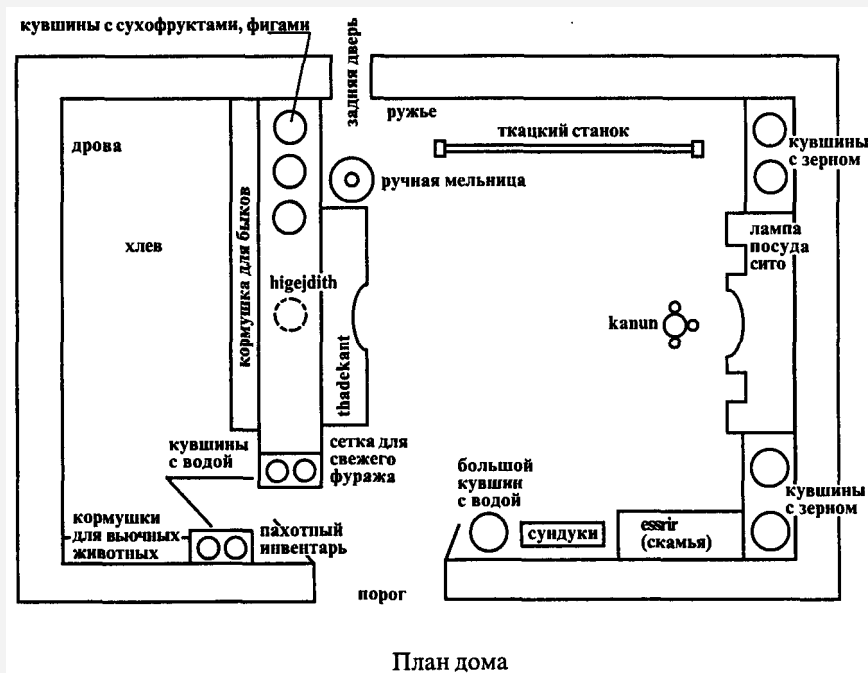 кувшины с сухофруктами, фигами
задняя дверь
ружье
ткацкий станок
дрова
кувшины
с зерном
ручная мельница
кормушка для быков
хлев
лампа
посуда
сито
higejdith
kanun
thadekant
кувшины
с водой
сетка для
свежего
фуража
большой
кувшин
с водой
кувшины
с зерном
кормушки
для вьючных
животных
пахотный
инвентарь
сундуки
essrir
(скамья)
порог
План дома